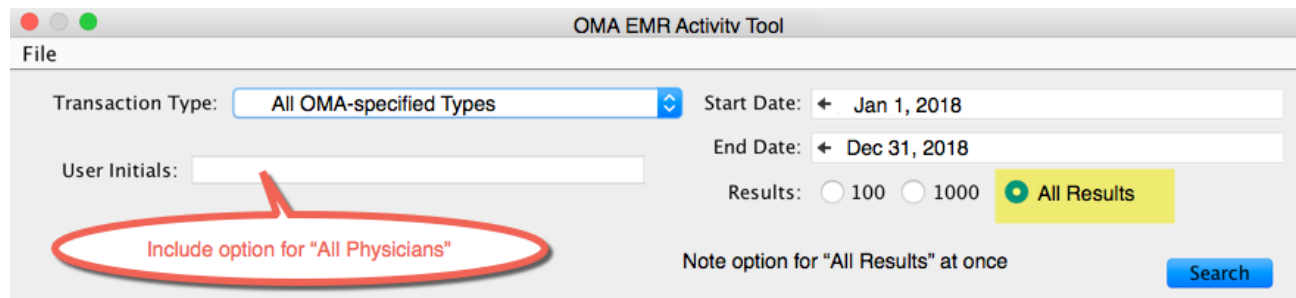 OMA EMR Activity Tool
File
Transaction Type: All OMA-specified Types
Start Date: Jan 1, 2018
End Date: Dec 31, 2018
User Initials:
Results: 100 1000 All Results
Include option for “All Physicians”
Note option for “All Results” at once
Search